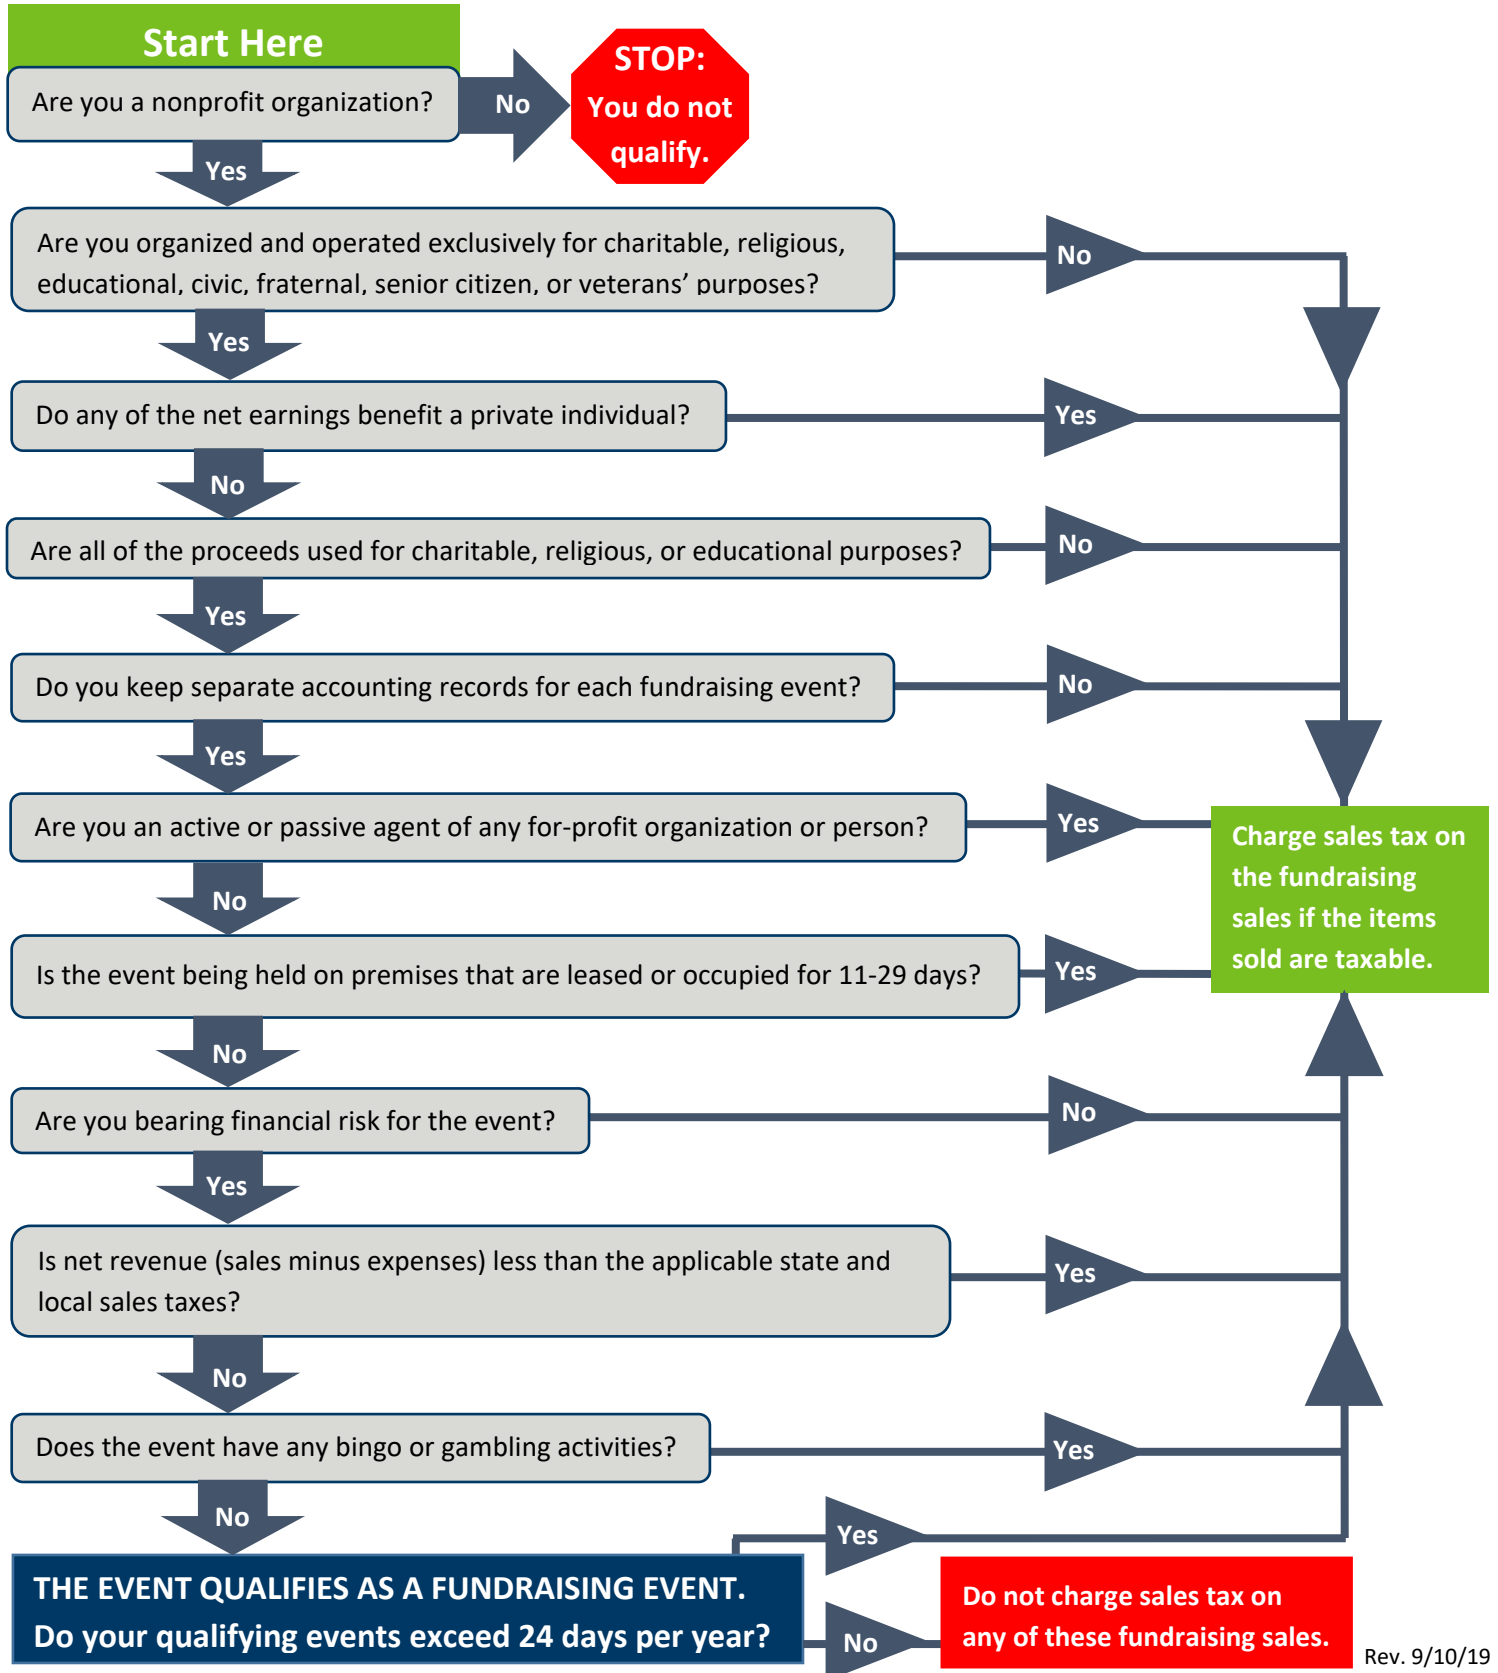 Start Here
Are you a nonprofit organization?
No
STOP:
You do not
qualify.
Yes
Are you organized and operated exclusively for charitable, religious,
educational, civic, fraternal, senior citizen, or veterans’ purposes?
No
Yes
Do any of the net earnings benefit a private individual?
Yes
No
Are all of the proceeds used for charitable, religious, or educational purposes?
No
Yes
Do you keep separate accounting records for each fundraising event?
No
Yes
Are you an active or passive agent of any for-profit organization or person?
Yes
Charge sales tax on
the fundraising
sales if the items
sold are taxable.
No
Is the event being held on premises that are leased or occupied for 11-29 days?
Yes
No
Are you bearing financial risk for the event?
No
Yes
Is net revenue (sales minus expenses) less than the applicable state and
local sales taxes?
Yes
No
Does the event have any bingo or gambling activities?
Yes
No
THE EVENT QUALIFIES AS A FUNDRAISING EVENT.
Do your qualifying events exceed 24 days per year?
Yes
No
Do not charge sales tax on
any of these fundraising sales.
Rev. 9/10/19